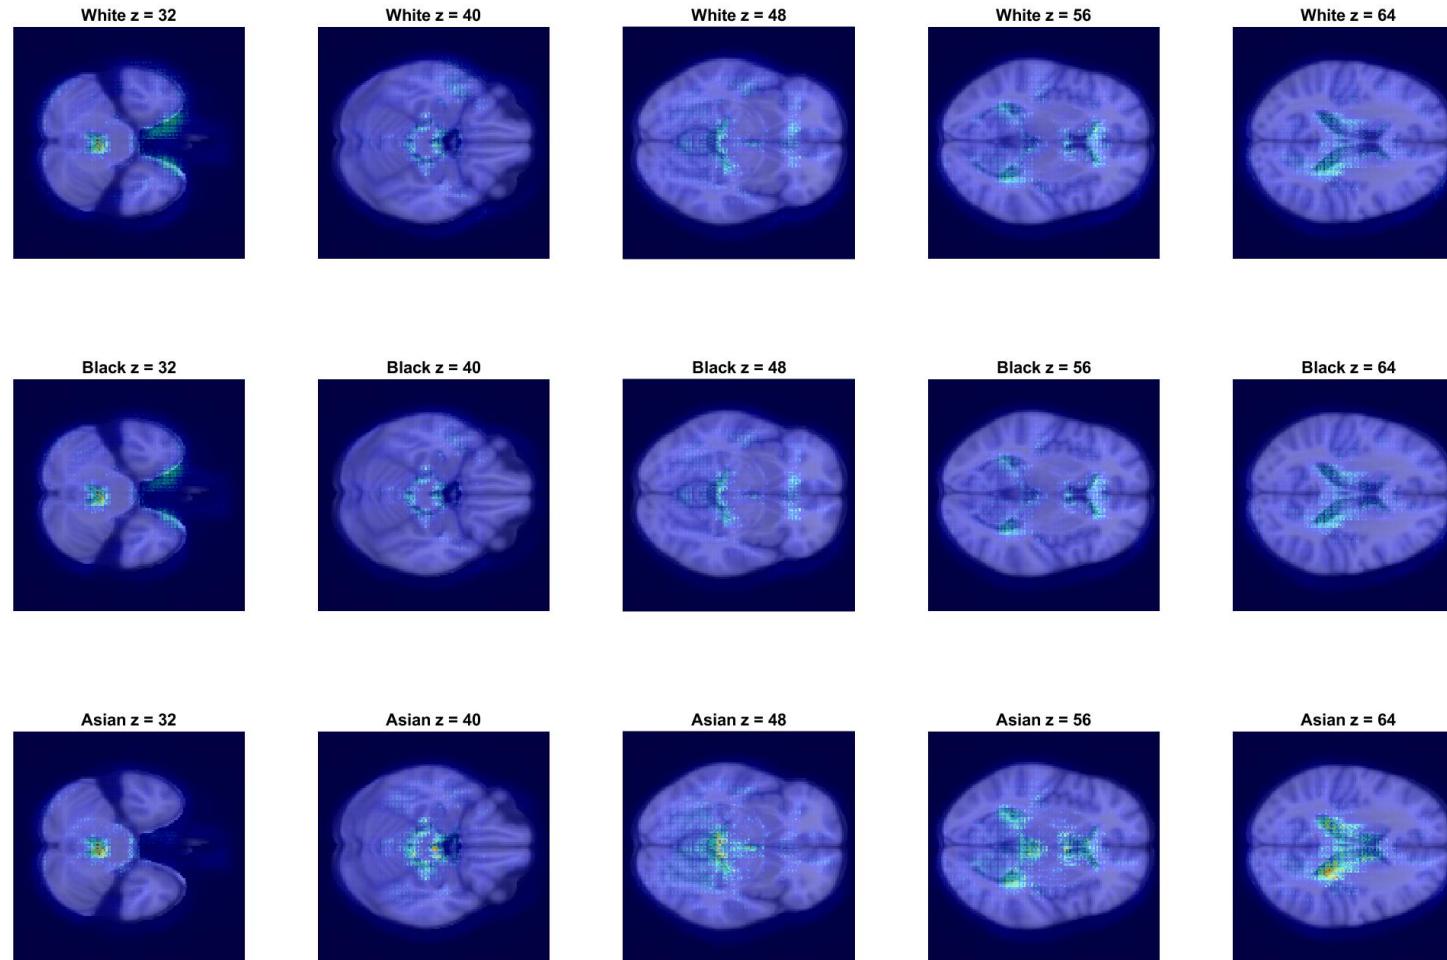 White z = 32
White z = 40
White z = 48
White z = 56
White z = 64
Black z = 32
Black z = 40
Black z = 48
Black z = 56
Black z = 64
Asian z = 32
Asian z = 40
Asian z = 48
Asian z = 56
Asian z = 64